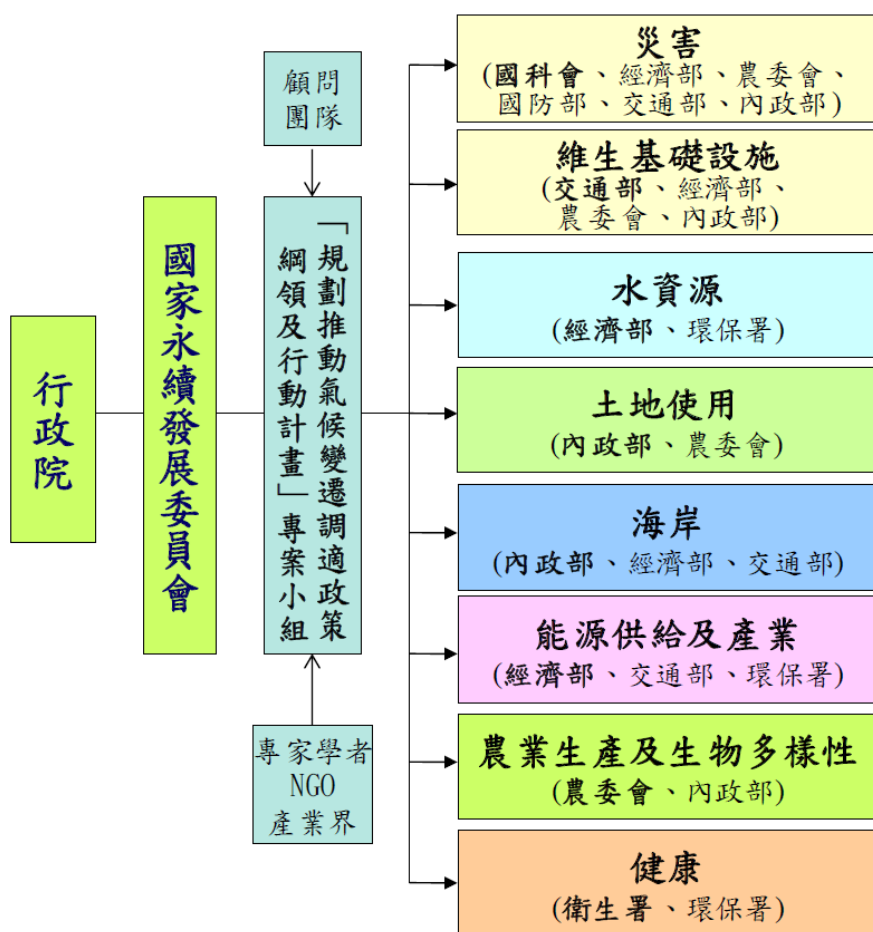 行政院
國家永續發展委員會
顧問
團隊
「規劃推動氣候變遷調適政策
綱領及行動計畫」專案小組
專家學者
NGO
產業界
災害
(國科會、經濟部、農委會、
國防部、交通部、內政部)
維生基礎設施
(交通部、經濟部、
農委會、內政部)
水資源
(經濟部、環保署)
土地使用
(內政部、農委會)
海岸
(內政部、經濟部、交通部)
能源供給及產業
(經濟部、交通部、環保署)
農業生產及生物多樣性
(農委會、內政部)
健康
(衛生署、環保署)